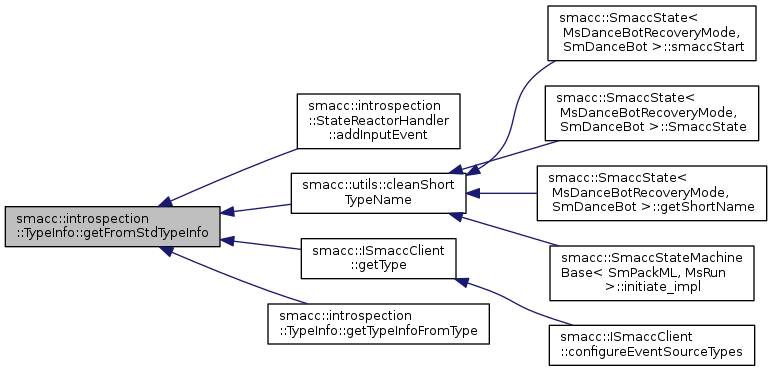 smacc::SmaccState<
MsDanceBotRecoveryMode,
SmDanceBot >::smaccStart
smacc::introspection
::StateReactorHandler
::addInputEvent
smacc::SmaccState<
MsDanceBotRecoveryMode,
SmDanceBot >::SmaccState
smacc::utils::cleanShort
TypeName
smacc::SmaccState<
MsDanceBotRecoveryMode,
SmDanceBot >::getShortName
smacc::introspection
::TypeInfo::getFromStdTypeInfo
smacc::ISmaccClient
::getType
smacc::SmaccStateMachine
Base< SmPackML, MsRun
>::initiate_impl
smacc::introspection
::TypeInfo::getTypeInfoFromType
smacc::ISmaccClient
::configureEventSourceTypes